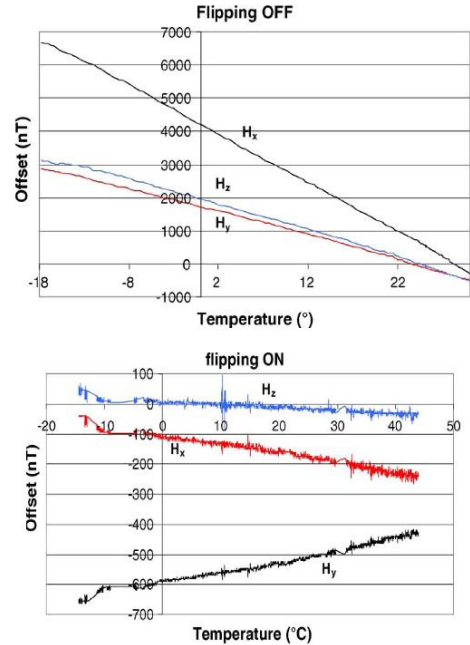 Flipping OFF
7000
6000
5000
4000
3000
2000
1000
0
-1000
Hx
Hz
Hy
-18
-8
2
12
22
Offset (nT)
Temperature (°)
flipping ON
100
0
-100
-200
-300
-400
-500
-600
-700
-20
-10
0
10
20
30
40
50
Hz
Hx
Hy
Offset (nT)
Temperature (°C)